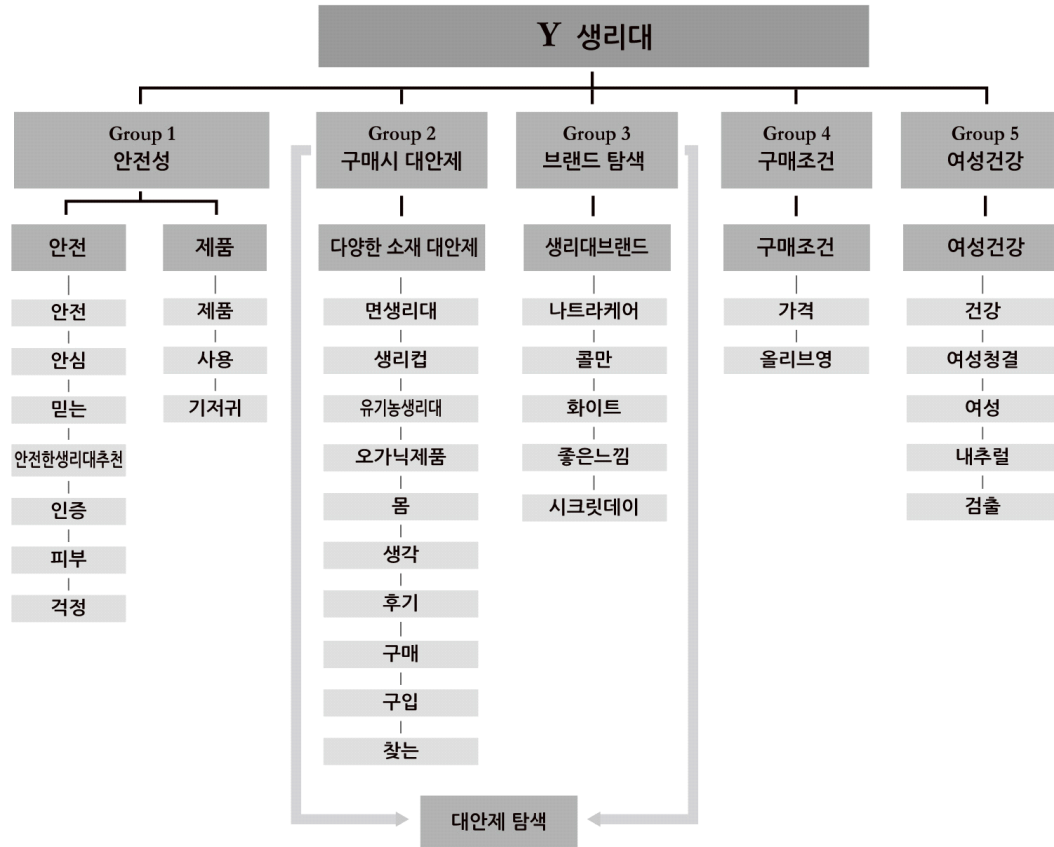 Y 생리대
Group 1
안전성
Group 2
구매시 대안제
Group 3
브랜드 탐색
Group 4
구매조건
Group 5
여성건강
안전
제품
다양한 소재 대안제
생리대브랜드
구매조건
여성건강
안전
안심
믿는
안전한생리대추천
인증
피부
걱정
제품
사용
기저귀
면생리대
생리컵
유기농생리대
오가닉제품
몸
생각
후기
구매
구입
찾는
나트라케어
콜만
화이트
좋은느낌
시크릿데이
가격
올리브영
건강
여성청결
여성
내추럴
검출
대안제 탐색